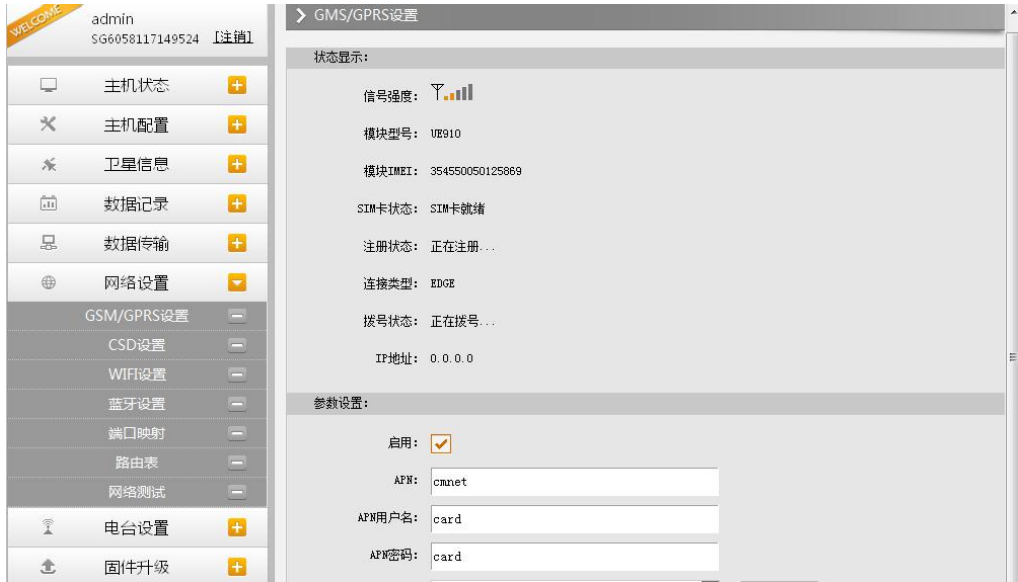 WELCOME
admin
SG6058117149524 [注销]
主机状态
主机配置
卫星信息
数据记录
数据传输
网络设置
GSM/GPRS设置
CSD设置
WIFI设置
蓝牙设置
端口映射
路由表
网络测试
电台设置
固件升级
GMS/GPRS设置
状态显示:
信号强度:
模块型号: UE910
模块IMEI: 354550050125869
SIM卡状态: SIM卡就绪
注册状态: 正在注册...
连接类型: EDGE
拨号状态: 正在拨号...
IP地址: 0.0.0.0
参数设置:
启用:
APN: cmnet
APN用户名: card
APN密码: card